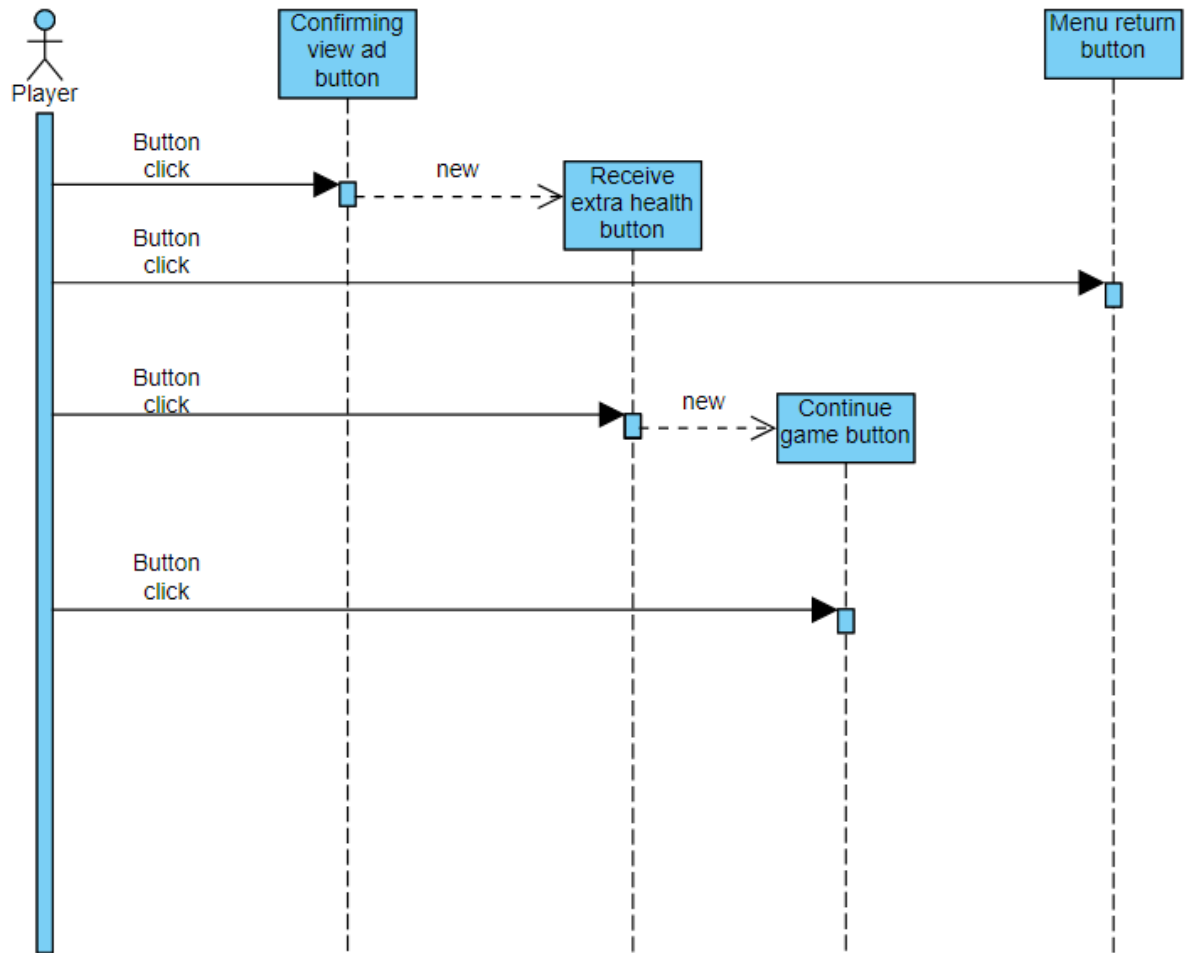 Player
Confirming
view ad
button
Menu return
button
Button
click
new
Receive
extra health
button
Button
click
Button
click
new
Continue
game button
Button
click